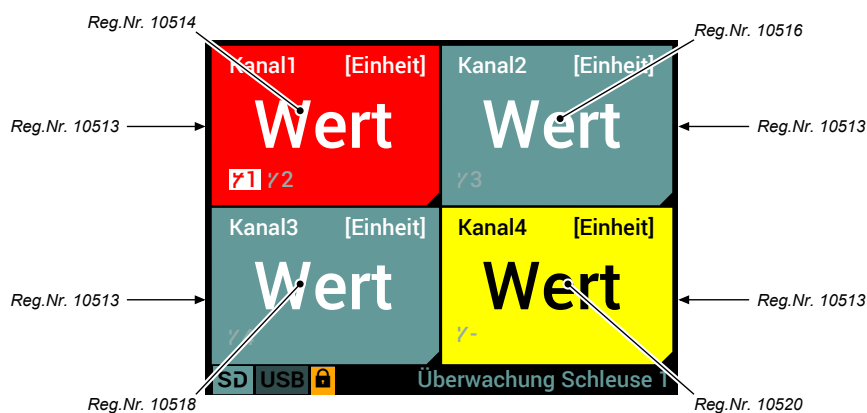 Reg.Nr. 10514
Reg.Nr. 10516
Kanal1 [Einheit]
Kanal2 [Einheit]
Reg.Nr. 10513
Wert
Wert
Reg.Nr. 10513
1 2
3
Kanal3 [Einheit]
Kanal4 [Einheit]
Reg.Nr. 10513
Wert
Wert
Reg.Nr. 10513
-
SD USB Überwachung Schleuse 1
Reg.Nr. 10518
Reg.Nr. 10520